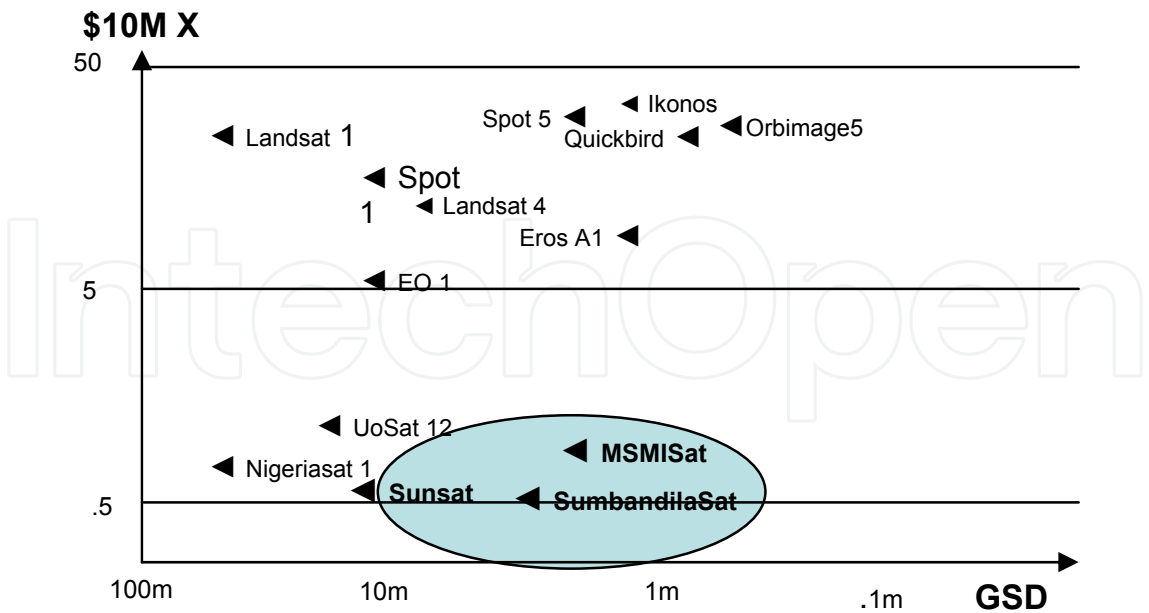 $10M X
50
Ikonos
Spot 5
Orbimage5
Quickbird
Landsat 1
Spot
1
Landsat 4
Eros A1
EO 1
5
IntechOpen
UoSat 12
MSMISat
Nigeriasat 1
Sunsat
SumbandilaSat
.5
100m
10m
1m
.1m
GSD